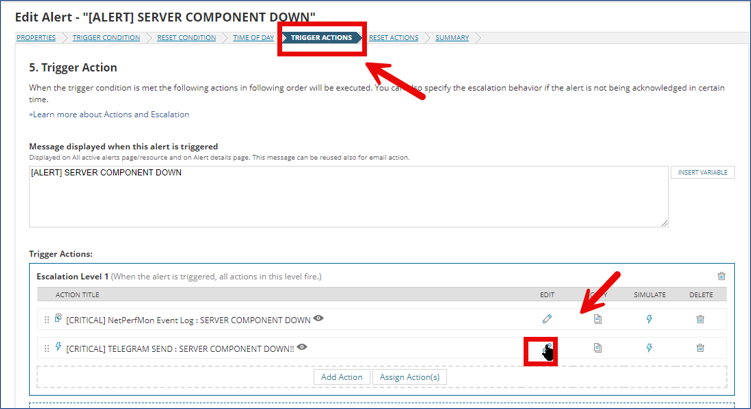 Edit Alert - "[ALERT] SERVER COMPONENT DOWN"
PROPERTIES TRIGGER CONDITION RESET CONDITION TIME OF DAY TRIGGER ACTIONS RESET ACTIONS SUMMARY
5. Trigger Action
When the trigger condition is met the following actions in following order will be executed. You can also specify the escalation behavior if the alert is not being acknowledged in certain
time.
»Learn more about Actions and Escalation
Message displayed when this alert is triggered
Displayed on All active alerts page/resource and on Alert details page. This message can be reused also for email action.
[ALERT] SERVER COMPONENT DOWN
INSERT VARIABLE
Trigger Actions:
Escalation Level 1 (When the alert is triggered, all actions in this level fire.)
ACTION TITLE EDIT COPY SIMULATE DELETE
[CRITICAL] NetPerfMon Event Log : SERVER COMPONENT DOWN
[CRITICAL] TELEGRAM SEND : SERVER COMPONENT DOWN!!
Add Action Assign Action(s)